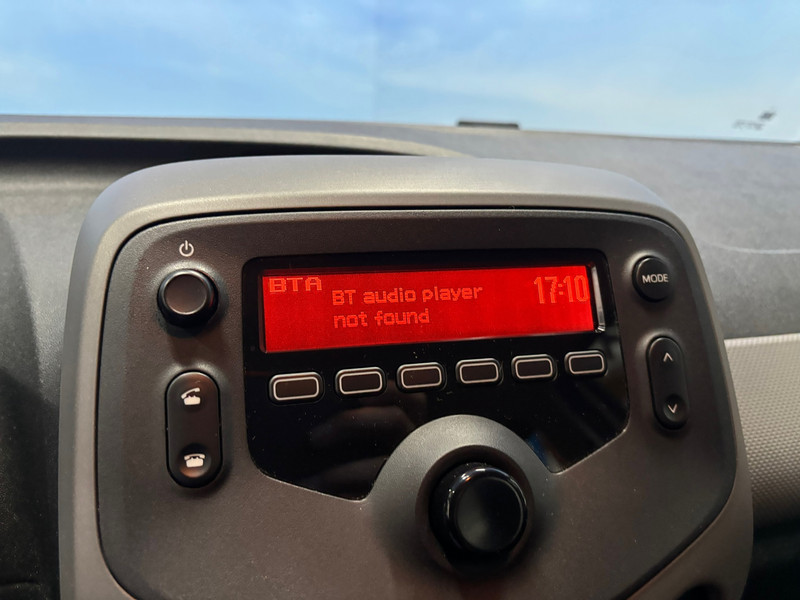 BTA
BT audio player
not found
17:10
MODE